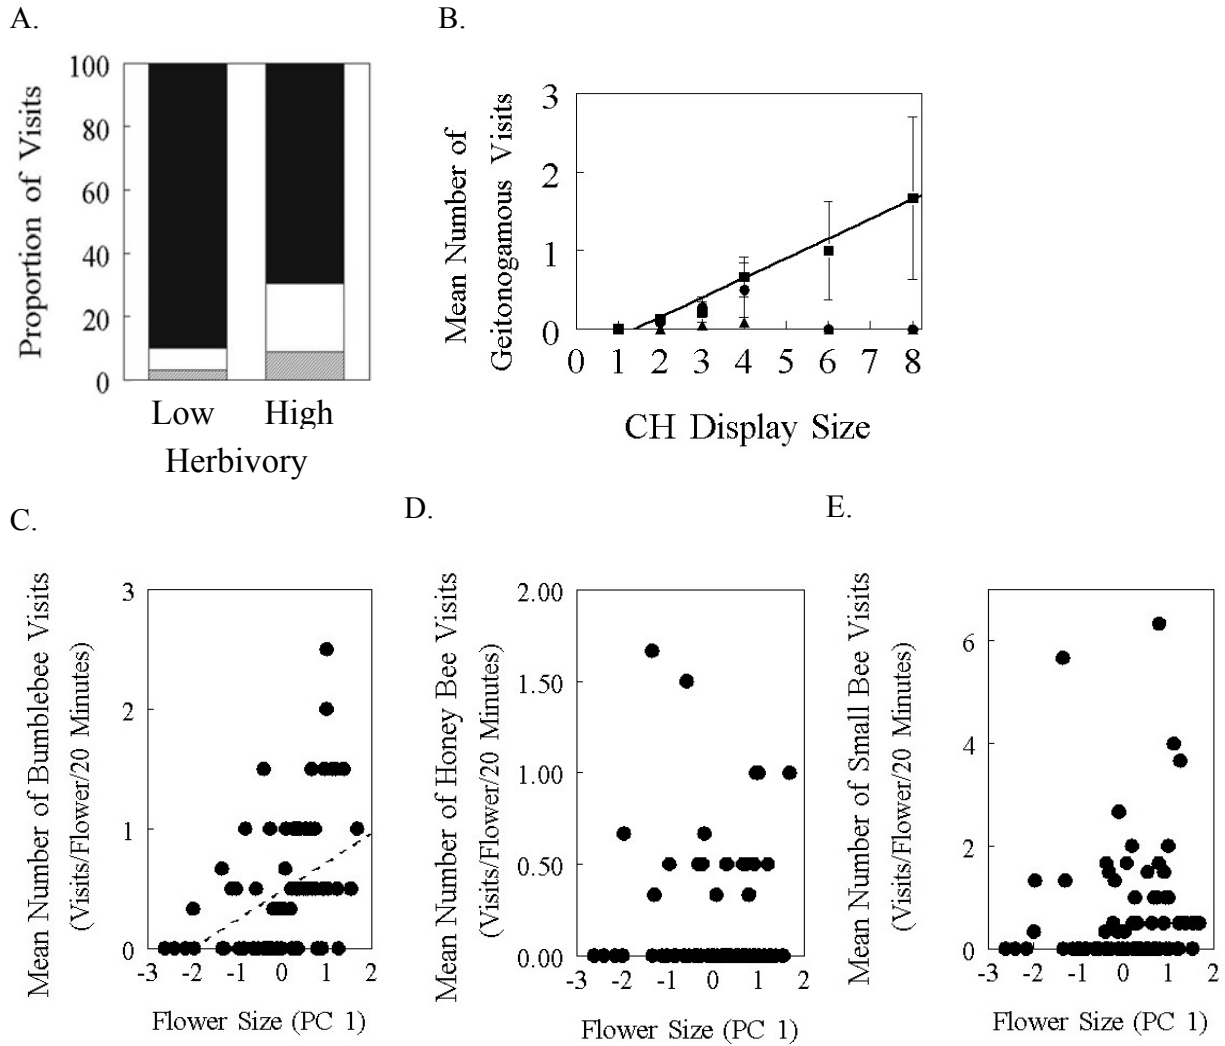 A.
Proportion of Visits
100
80
60
40
20
0
Low High
Herbivory
B.
Mean Number of
Geitonogamous Visits
3
2
1
0
0 1 2 3 4 5 6 7 8
CH Display Size
C.
Mean Number of Bumblebee Visits
(Visits/Flower/20 Minutes)
3
2
1
0
-3 -2 -1 0 1 2
Flower Size (PC 1)
D.
Mean Number of Honey Bee Visits
(Visits/Flower/20 Minutes)
2.00
1.50
1.00
0.50
0.00
-3 -2 -1 0 1 2
Flower Size (PC 1)
E.
Mean Number of Small Bee Visits
(Visits/Flower/20 Minutes)
6
4
2
0
-3 -2 -1 0 1 2
Flower Size (PC 1)